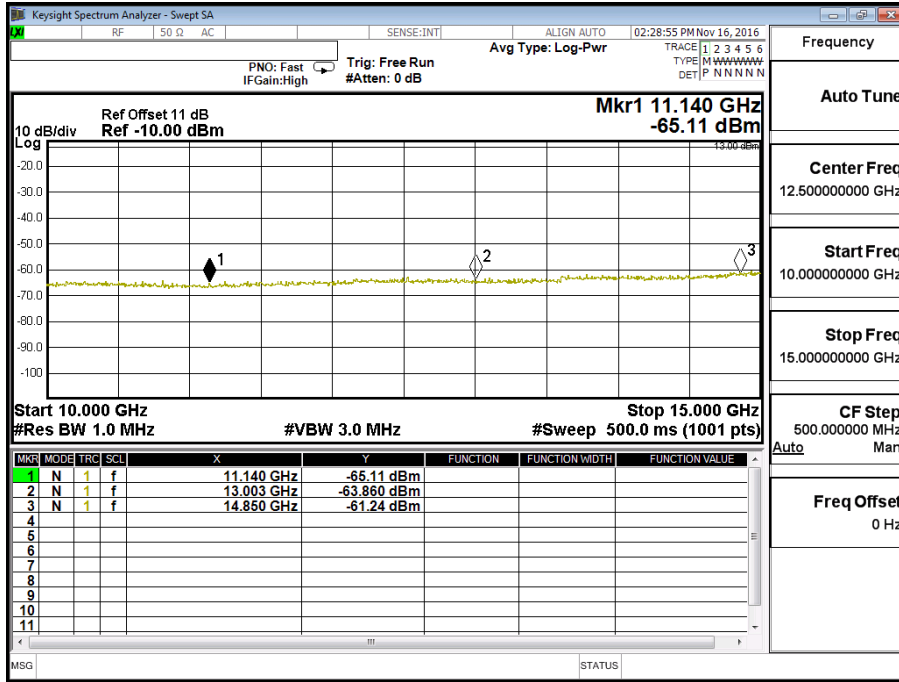 Keysight Spectrum Analyzer - Swept SA
LXI RF 50 Ω AC SENSE:INT ALIGN AUTO 02:28:55 PM Nov 16, 2016
Avg Type: Log-Pwr
TRACE 1 2 3 4 5 6
TYPE M WWWWW
DET P N N N N N
PNO: Fast
IFGain:High
Trig: Free Run
#Atten: 0 dB
Mkr1 11.140 GHz
-65.11 dBm
Ref Offset 11 dB
10 dB/div Ref -10.00 dBm
Log
-13.00 dBm
-20.0
-30.0
-40.0
-50.0
-60.0
-70.0
-80.0
-90.0
-100
1
2
3
Start 10.000 GHz Stop 15.000 GHz
#Res BW 1.0 MHz #VBW 3.0 MHz #Sweep 500.0 ms (1001 pts)
MKR MODE TRC SCL X Y FUNCTION FUNCTION WIDTH FUNCTION VALUE
1 N 1 f 11.140 GHz -65.11 dBm
2 N 1 f 13.003 GHz -63.860 dBm
3 N 1 f 14.850 GHz -61.24 dBm
4
5
6
7
8
9
10
11
MSG STATUS
Frequency
Auto Tune
Center Freq
12.500000000 GHz
Start Freq
10.000000000 GHz
Stop Freq
15.000000000 GHz
CF Step
500.000000 MHz
Auto Man
Freq Offset
0 Hz